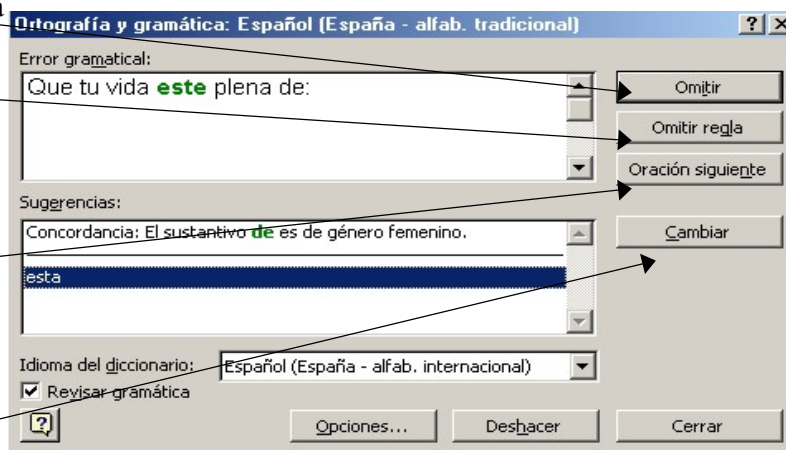 a
Ortografía y gramática: Español (España - alfab. tradicional)
Error gramatical:
Que tu vida este plena de:
Omitir
Omitir regla
Oración siguiente
Sugerencias:
Concordancia: El sustantivo de es de género femenino.
Cambiar
esta
Idioma del diccionario: Español (España - alfab. internacional)
Revisar gramática
Opciones... Deshacer Cerrar